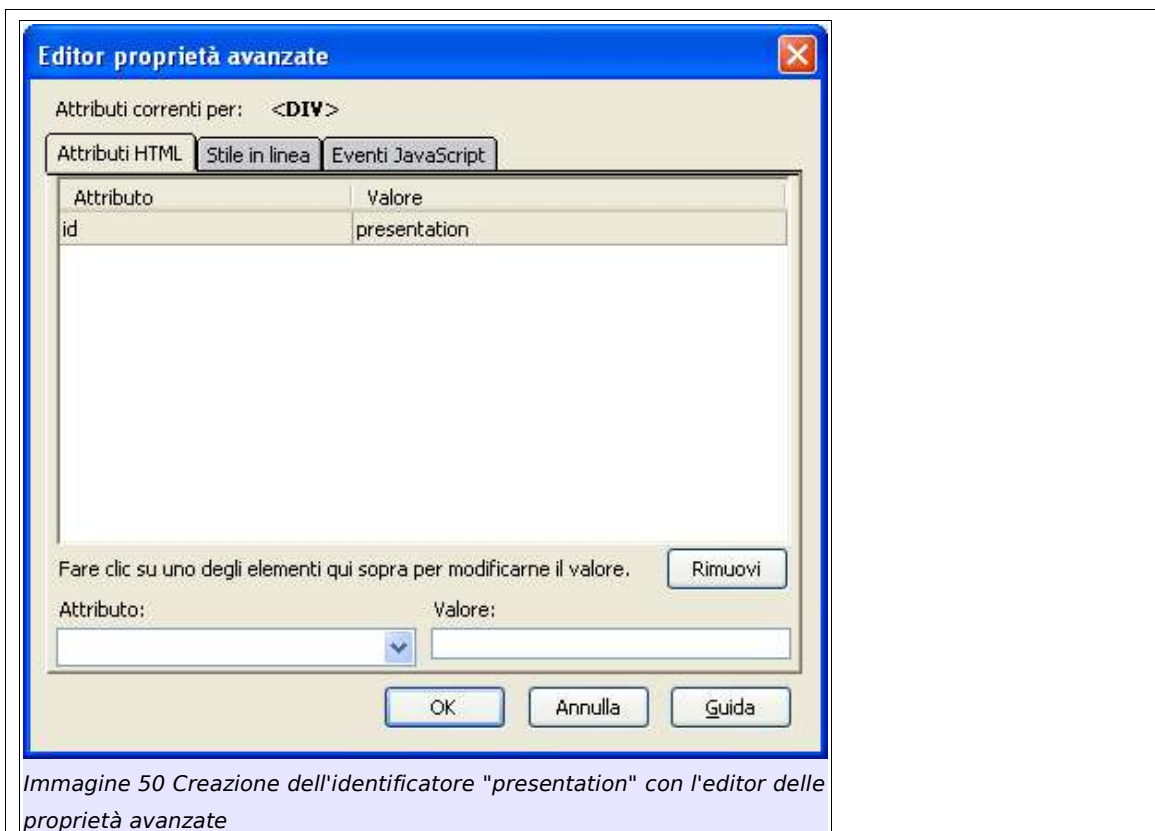 Editor proprietà avanzate
Attributi correnti per: <DIV>
Attributi HTML Stile in linea Eventi JavaScript
Attributo Valore
id presentation
Fare clic su uno degli elementi qui sopra per modificarne il valore. Rimuovi
Attributo: Valore:
OK Annulla Guida
Immagine 50 Creazione dell'identificatore "presentation" con l'editor delle
proprietà avanzate